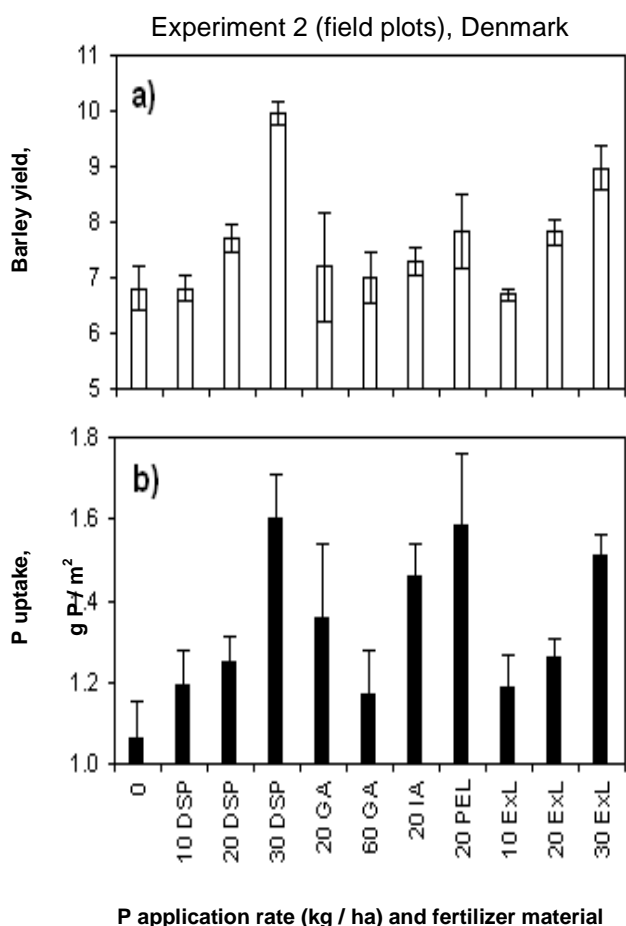 Experiment 2 (field plots), Denmark
11
10
9
8
7
6
5
a)
Barley yield,
1.8
1.6
1.4
1.2
1.0
b)
P uptake,
g P / m²
0
10 DSP
20 DSP
30 DSP
20 GA
60 GA
20 IA
20 PEL
10 ExL
20 ExL
30 ExL
P application rate (kg / ha) and fertilizer material